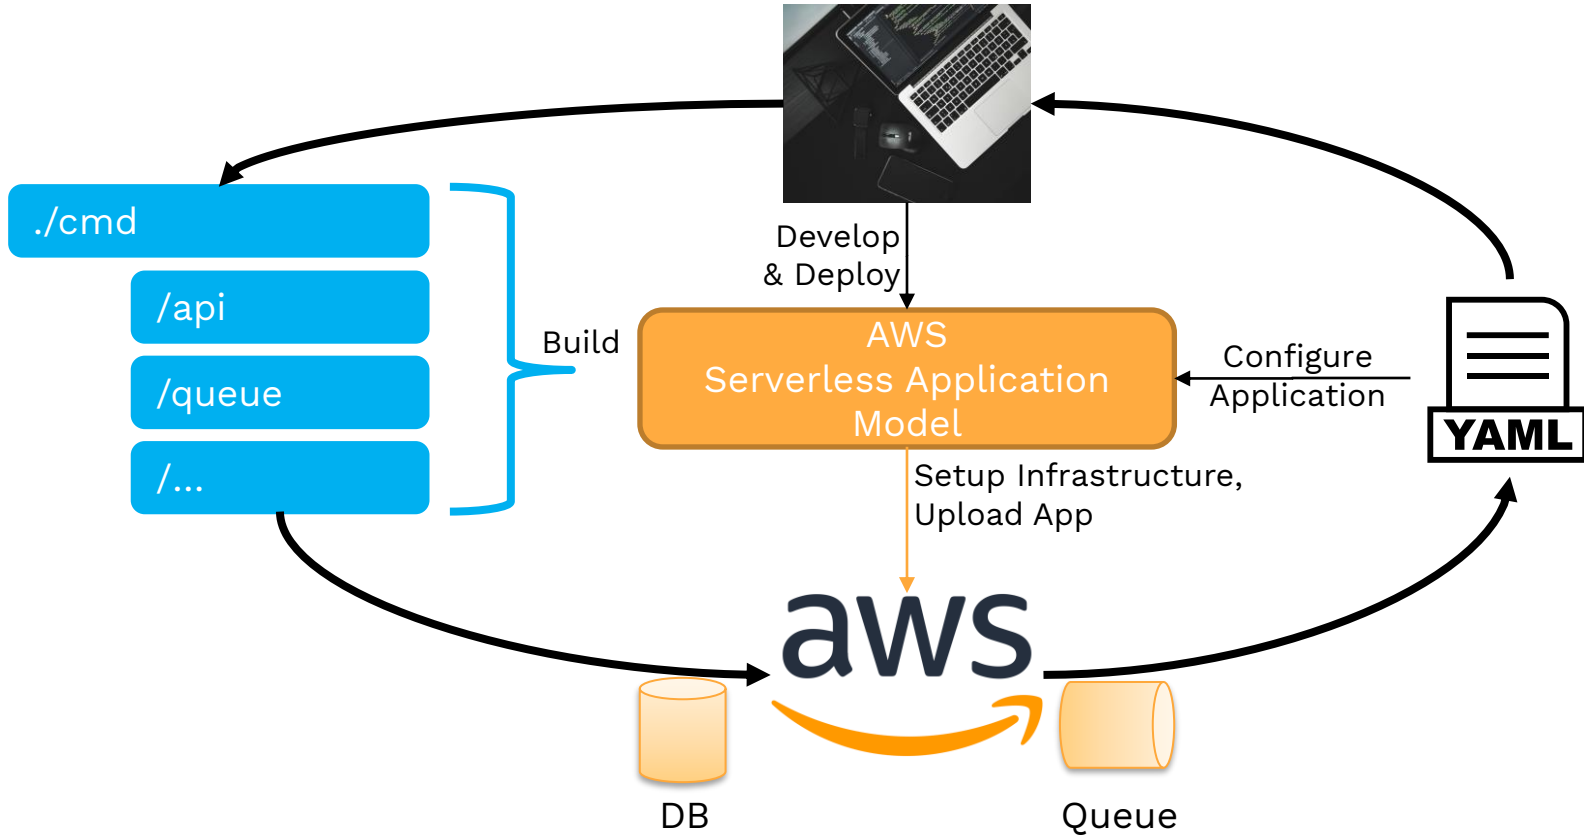 ./cmd
/api
/queue
/...
Build
Develop
& Deploy
AWS
Serverless Application
Model
Configure
Application
YAML
Setup Infrastructure,
Upload App
aws
DB
Queue